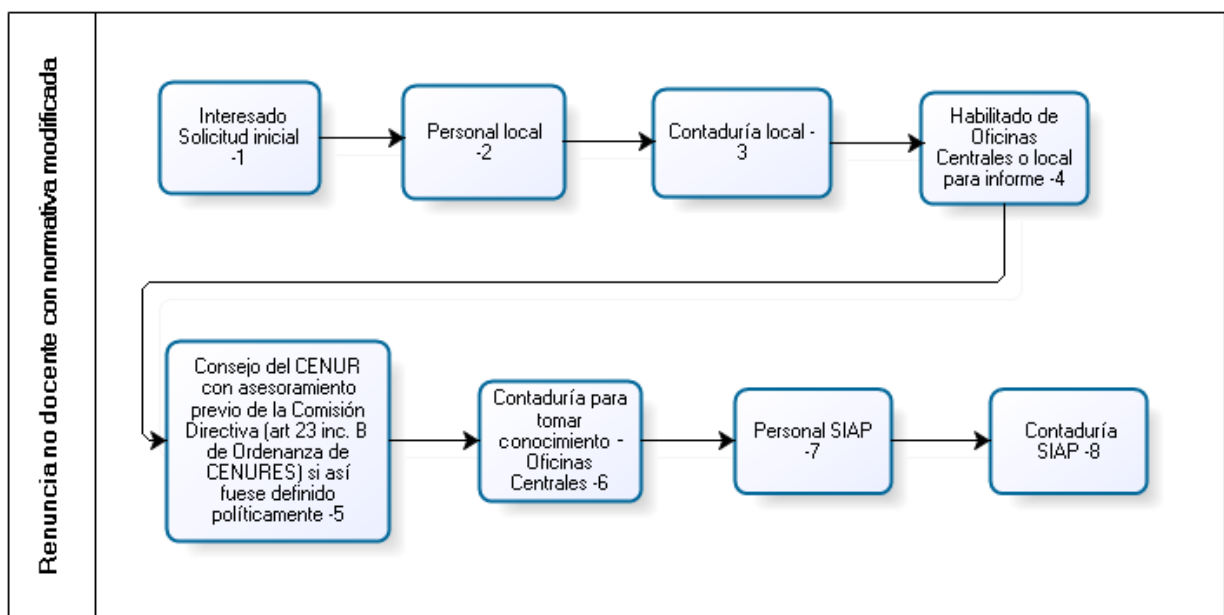 Renuncia no docente con normativa modificada
Interesado
Solicitud inicial
-1
Personal local
-2
Contaduría local -
3
Habilitado de
Oficinas
Centrales o local
para informe -4
Consejo del CENUR
con asesoramiento
previo de la Comisión
Directiva (art 23 inc. B
de Ordenanza de
CENURES) si así
fuese definido
políticamente -5
Contaduría para
tomar
conocimiento -
Oficinas
Centrales -6
Personal SIAP
-7
Contaduría
SIAP -8